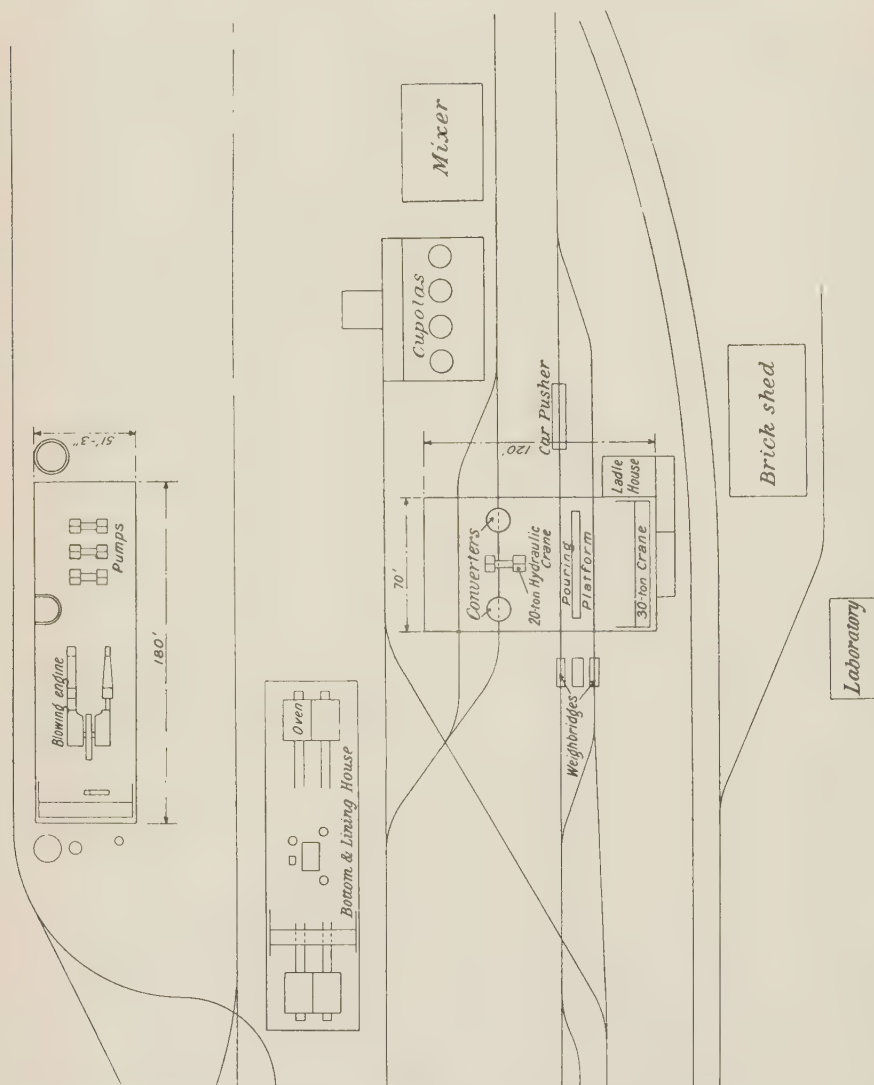 51'-3"
Pumps
Blowing engine
180'
Mixer
Cupolas
Car Pusher
120'
70'
Converters
20-ton Hydraulic
Crane
Pouring
Platform
Ladle
House
30-ton Crane
Oven
Bottom & Lining House
Weighbridges
Brick shed
Laboratory